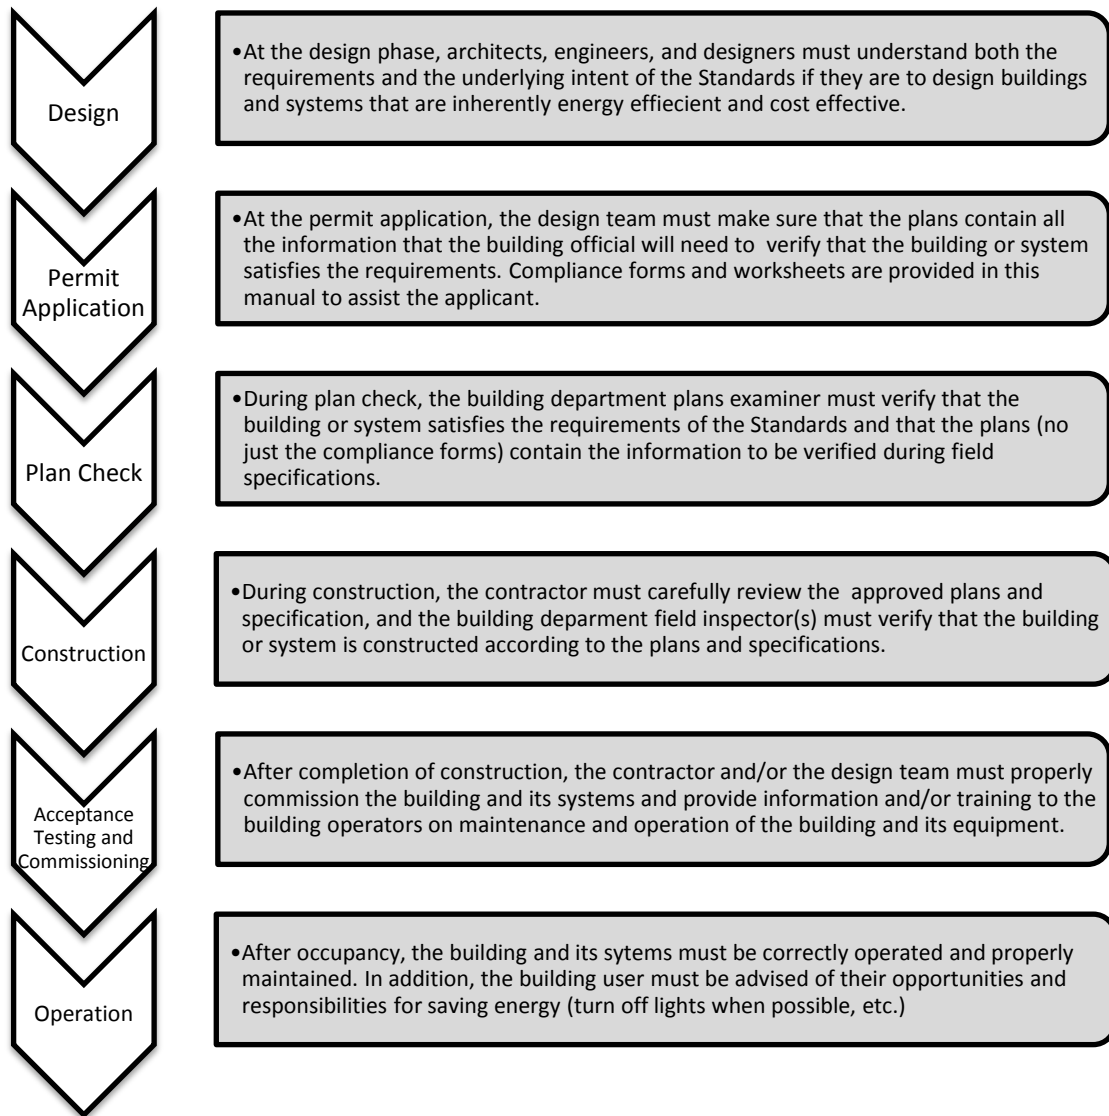 Design
•At the design phase, architects, engineers, and designers must understand both the
requirements and the underlying intent of the Standards if they are to design buildings
and systems that are inherently energy effiecient and cost effective.
Permit
Application
•At the permit application, the design team must make sure that the plans contain all
the information that the building official will need to  verify that the building or system
satisfies the requirements. Compliance forms and worksheets are provided in this
manual to assist the applicant.
Plan Check
•During plan check, the building department plans examiner must verify that the
building or system satisfies the requirements of the Standards and that the plans (no
just the compliance forms) contain the information to be verified during field
specifications.
Construction
•During construction, the contractor must carefully review the  approved plans and
specification, and the building deparment field inspector(s) must verify that the building
or system is constructed according to the plans and specifications.
Acceptance
Testing and
Commissioning
•After completion of construction, the contractor and/or the design team must properly
commission the building and its systems and provide information and/or training to the
building operators on maintenance and operation of the building and its equipment.
Operation
•After occupancy, the building and its sytems must be correctly operated and properly
maintained. In addition, the building user must be advised of their opportunities and
responsibilities for saving energy (turn off lights when possible, etc.)